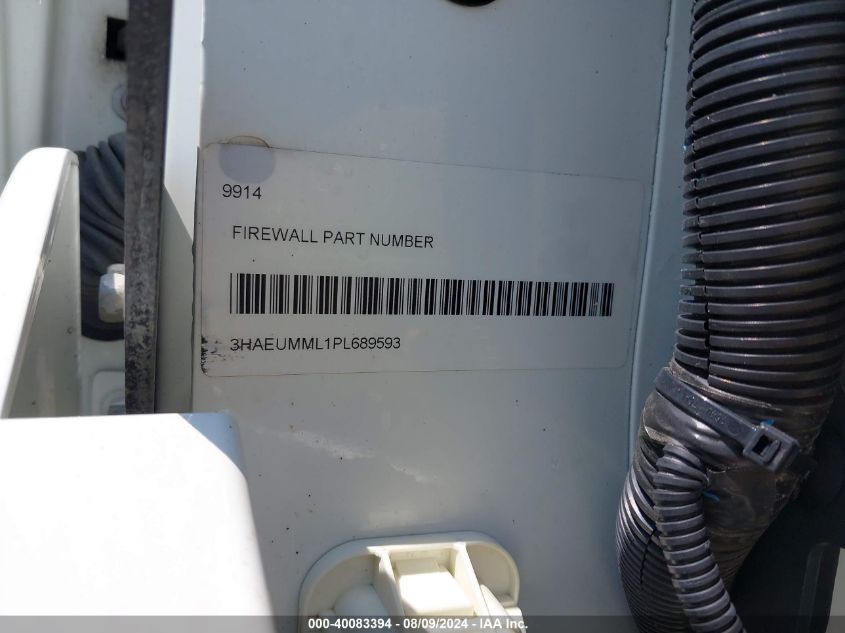 9914
FIREWALL PART NUMBER
3HAEUMML1PL689593
000-40083394 - 08/09/2024 - IAA Inc.